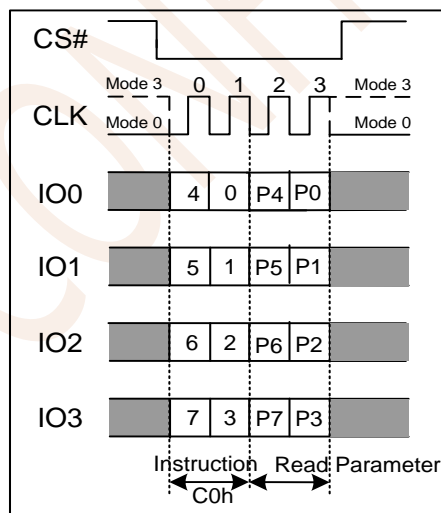 CS#
Mode 3 0 1 2 3 Mode 3
CLK
Mode 0 Mode 0
IO0 4 0 P4 P0
IO1 5 1 P5 P1
IO2 6 2 P6 P2
IO3 7 3 P7 P3
Instruction Read Parameter
C0h